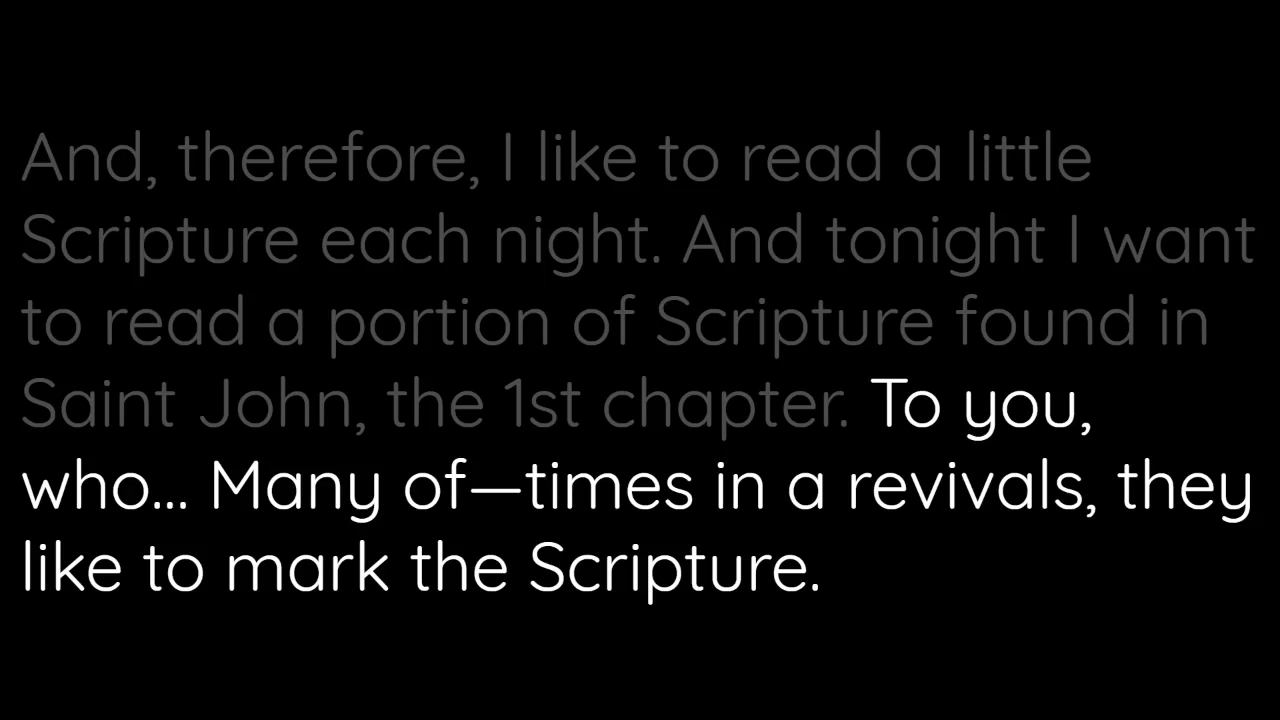 And, therefore, I like to read a little
Scripture each night. And tonight I want
to read a portion of Scripture found in
Saint John, the 1st chapter. To you,
who... Many of—times in a revivals, they
like to mark the Scripture.